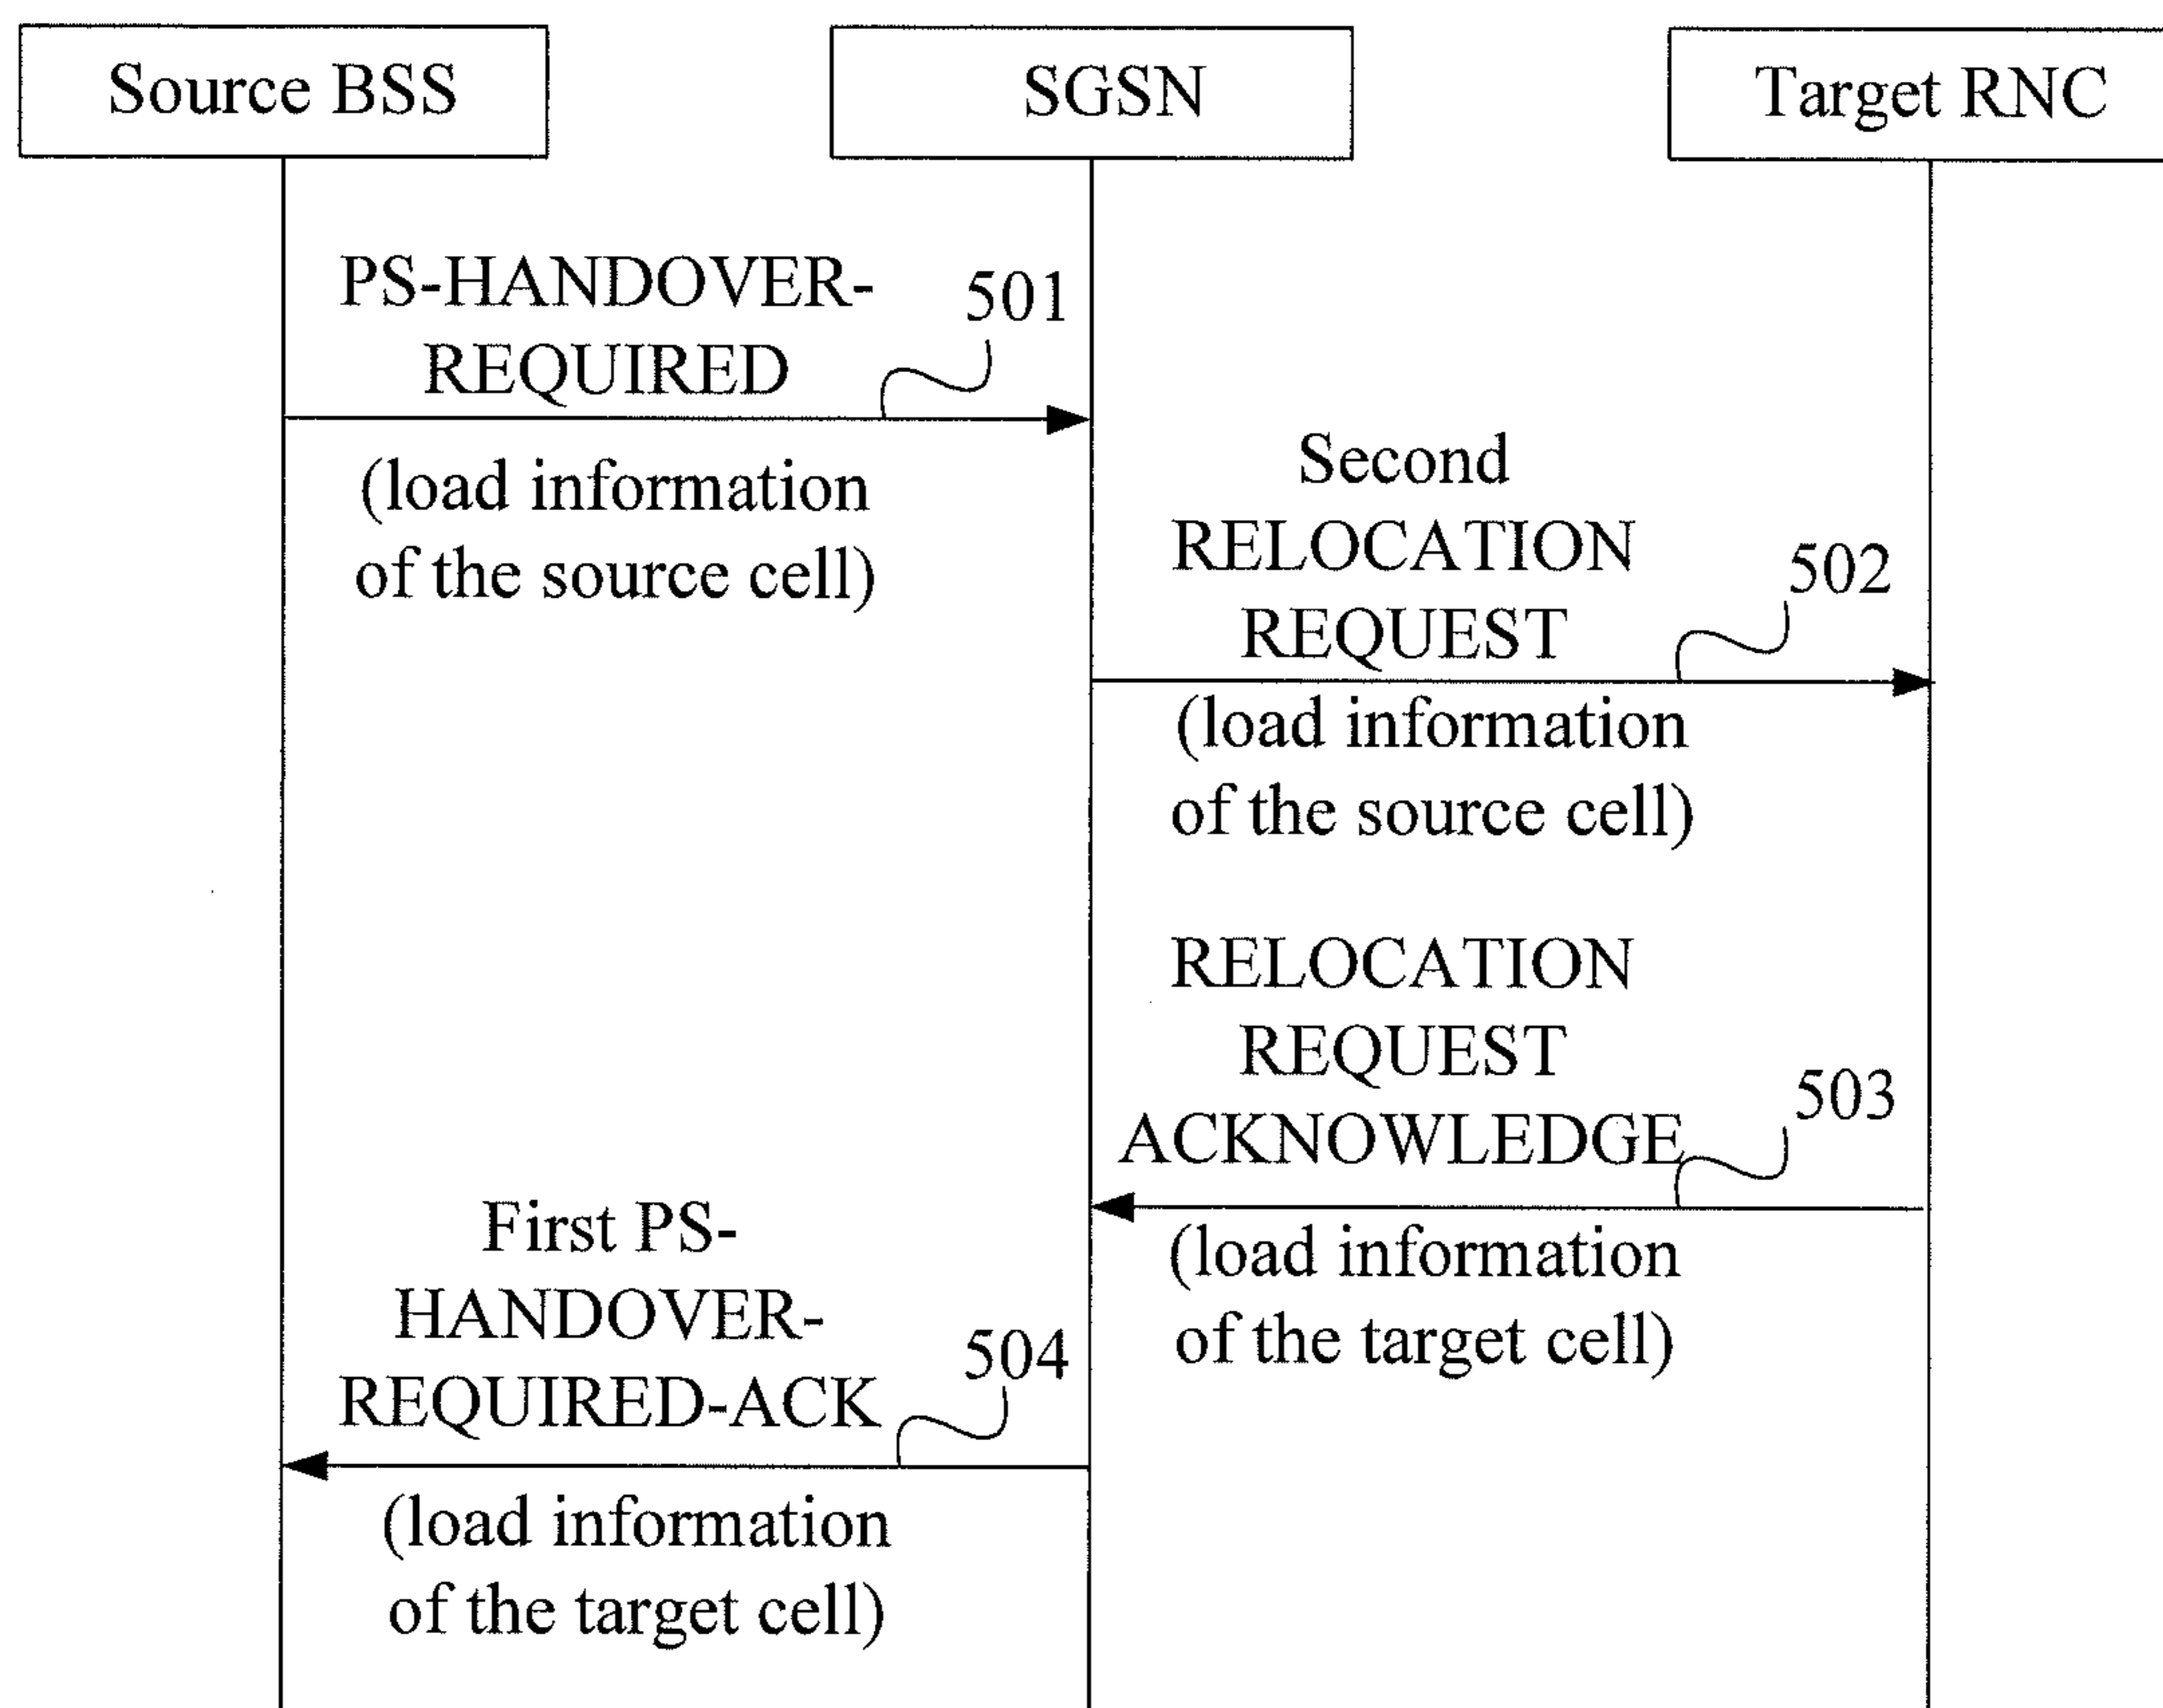 Source BSS
SGSN
Target RNC
PS-HANDOVER-
REQUIRED
501
(load information
of the source cell)
Second
RELOCATION
REQUEST
502
(load information
of the source cell)
RELOCATION
REQUEST
ACKNOWLEDGE
503
(load information
of the target cell)
First PS-
HANDOVER-
REQUIRED-ACK
504
(load information
of the target cell)